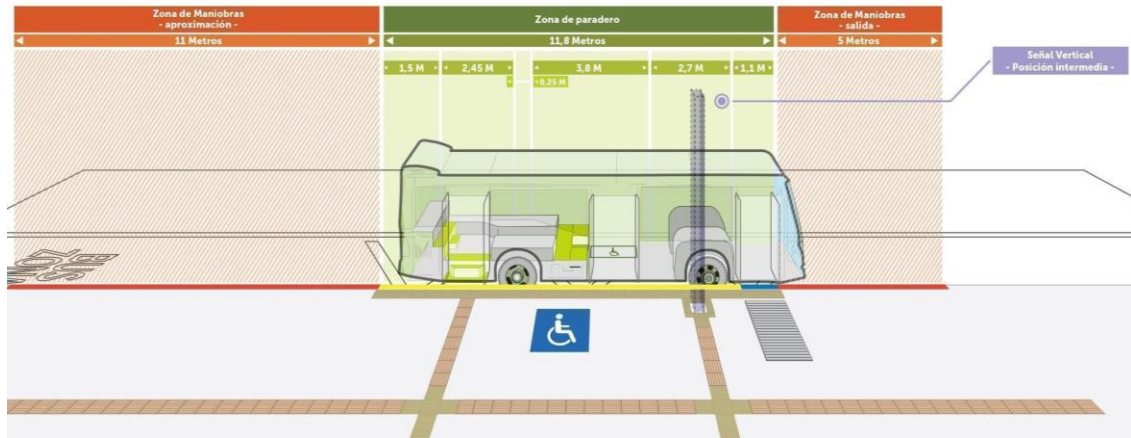 Zona de Maniobras
- aproximación -
11 Metros
Zona de paradero
11,8 Metros
Zona de Maniobras
- salida -
5 Metros
1,5 M
2,45 M
0,25 M
3,8 M
2,7 M
1,1 M
Señal Vertical
- Posición intermedia -